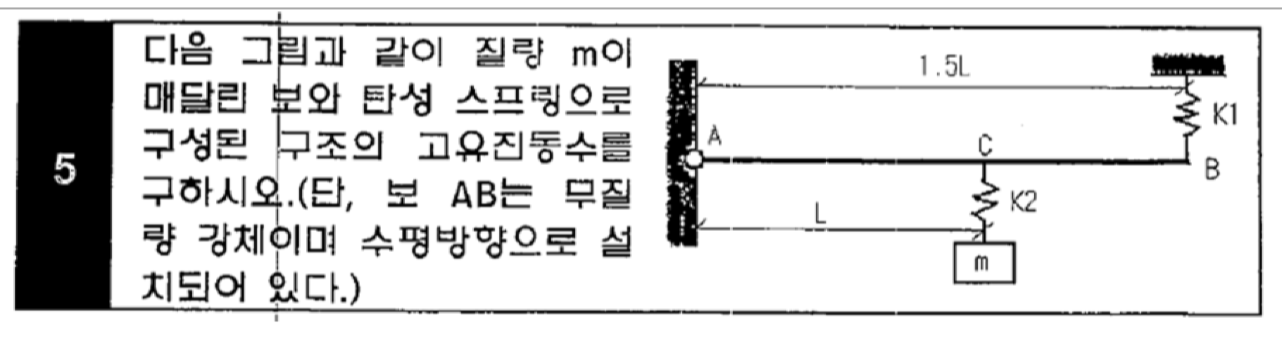 5
다음 그림과 같이 질량 m이
매달린 보와 탄성 스프링으로
구성된 구조의 고유진동수를
구하시오.(단, 보 AB는 무질
량 강체이며 수평방향으로 설
치되어 있다.)
1.5L
K1
A
C
B
K2
L
m